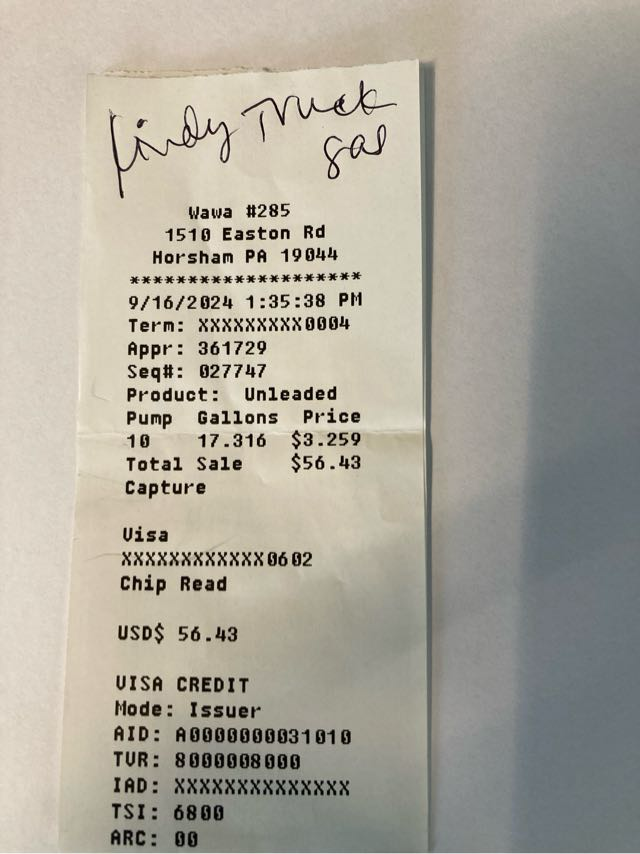 Lindy Truck
gas
Wawa #285
1510 Easton Rd
Horsham PA 19044
********************
9/16/2024 1:35:38 PM
Term: XXXXXXXXX0004
Appr: 361729
Seq#: 027747
Product: Unleaded
Pump Gallons Price
10 17.316 $3.259
Total Sale $56.43
Capture
Visa
XXXXXXXXXXXX0602
Chip Read
USD$ 56.43
VISA CREDIT
Mode: Issuer
AID: A0000000031010
TVR: 8000008000
IAD: XXXXXXXXXXXXXX
TSI: 6800
ARC: 00